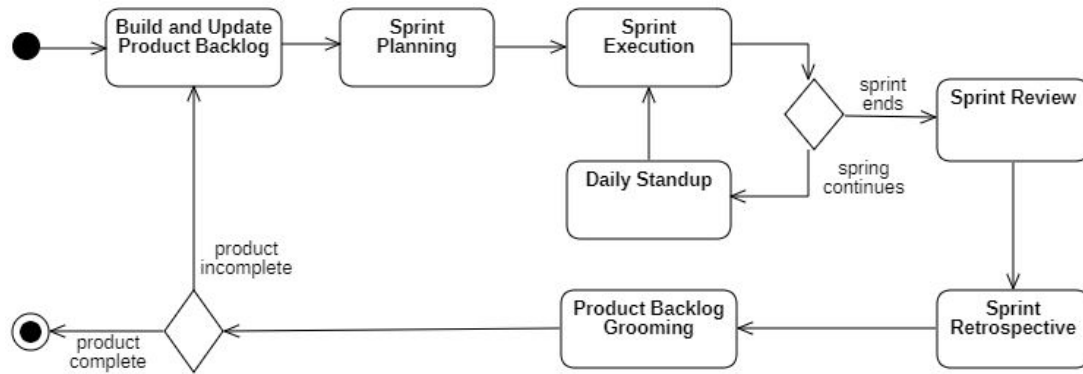 Build and Update
Product Backlog
Sprint
Planning
Sprint
Execution
sprint
ends
Sprint Review
Daily Standup
spring
continues
product
incomplete
Product Backlog
Grooming
Sprint
Retrospective
product
complete